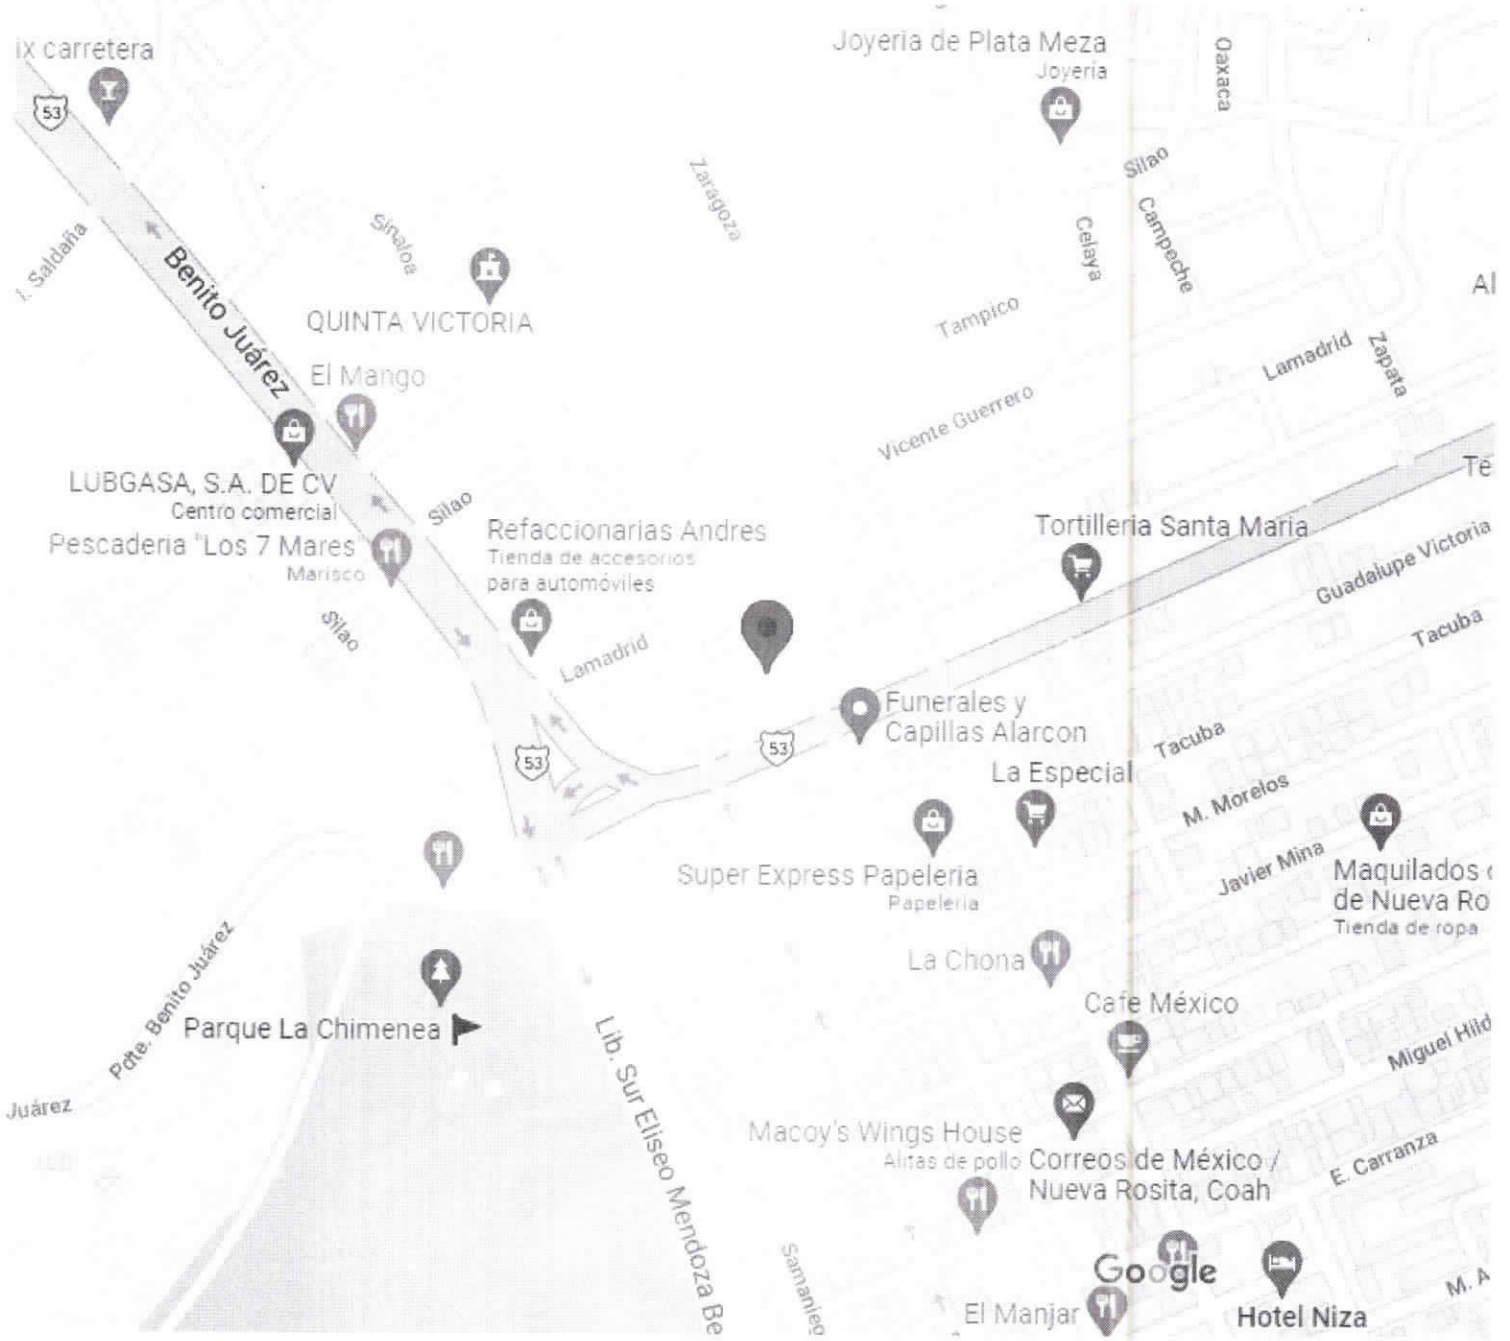 ix carretera
Joyeria de Plata Meza
Joyería
Oaxaca
53
Silao
Zaragoza
Campeche
Celaya
I. Saldaña
Sinaloa
Benito Juárez
QUINTA VICTORIA
Al
Tampico
Lamadrid
Zapata
El Mango
Vicente Guerrero
LUBGASA, S.A. DE CV
Centro comercial
Silao
Te
Pescaderia "Los 7 Mares"
Marisco
Refaccionarias Andres
Tienda de accesorios
para automóviles
Tortilleria Santa Maria
Guadalupe Victoria
Silao
Lamadrid
Tacuba
Funerales y
Capillas Alarcon
53
53
Tacuba
La Especial
M. Morelos
Super Express Papeleria
Papelería
Javier Mina
Maquilados
de Nueva Ro
Tienda de ropa
Pdte. Benito Juárez
La Chona
Cafe México
Parque La Chimenea
Lib. Sur Eliseo Mendoza Be
Miguel Hid
Juárez
Macoy's Wings House
Alitas de pollo
Correos de México /
Nueva Rosita, Coah
E. Carranza
Samanieg
Google
El Manjar
Hotel Niza
M. A